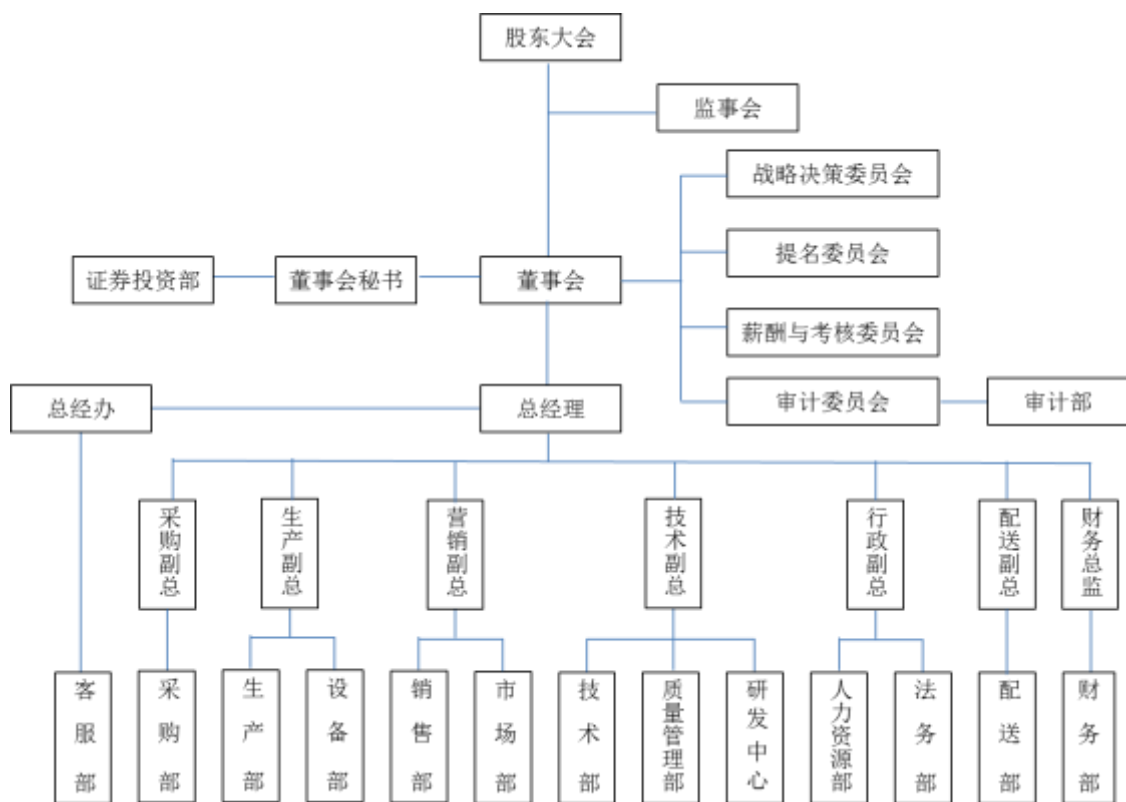 股东大会
监事会
战略决策委员会
提名委员会
证券投资部
董事会秘书
董事会
薪酬与考核委员会
总经办
总经理
审计委员会
审计部
采购副总
生产副总
营销副总
技术副总
行政副总
配送副总
财务总监
客服部
采购部
生产部
设备部
销售部
市场部
技术部
质量管理部
研发中心
人力资源部
法务部
配送部
财务部